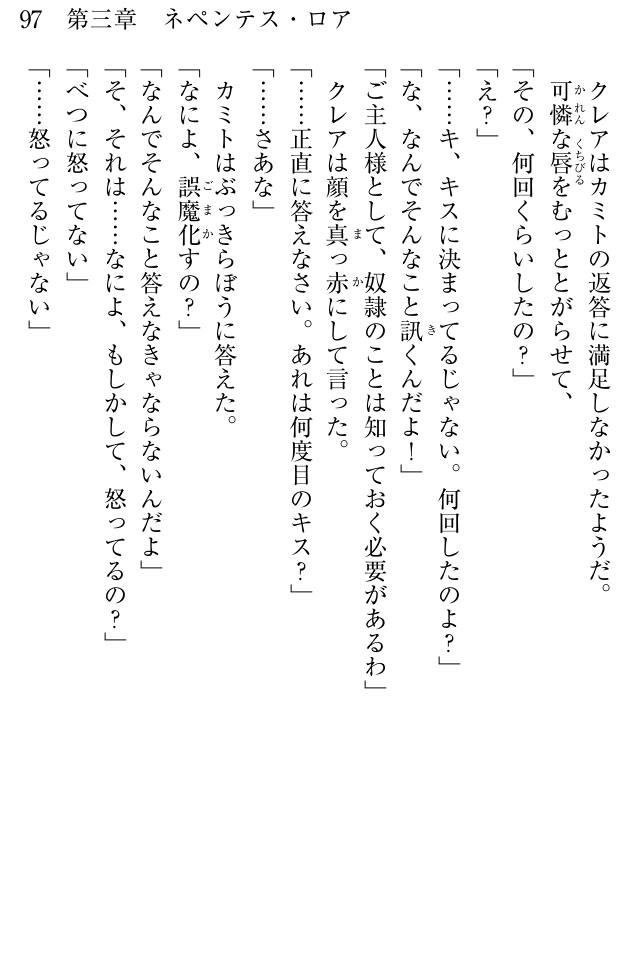 97 第三章 ネペンテス・ロア
クレアはカミトの返答に満足しなかったようだ。
可憐な唇をむっととがらせて、
「その、何回くらいしたの？」
「え？」
「……キ、キスに決まってるじゃない。何回したのよ？」
「な、なんでそんなこと訊くんだよ！」
「ご主人様として、奴隷のことは知っておく必要があるわ」
クレアは顔を真っ赤にして言った。
「……正直に答えなさい。あれは何度目のキス？」
「……さあな」
カミトはぶっきらぼうに答えた。
「なによ、誤魔化すの？」
「なんでそんなこと答えなきゃならないんだよ」
「そ、それは……なによ、もしかして、怒ってるの？」
「べつに怒ってない」
「……怒ってるじゃない」